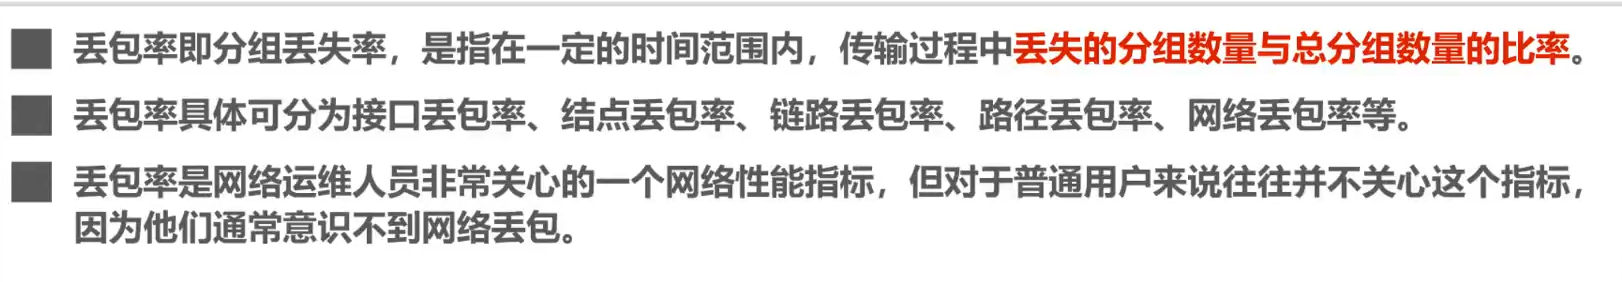 丢包率即分组丢失率，是指在一定的时间范围内，传输过程中丢失的分组数量与总分组数量的比率。
丢包率具体可分为接口丢包率、结点丢包率、链路丢包率、路径丢包率、网络丢包率等。
丢包率是网络运维人员非常关心的一个网络性能指标，但对于普通用户来说往往并不关心这个指标，
因为他们通常意识不到网络丢包。